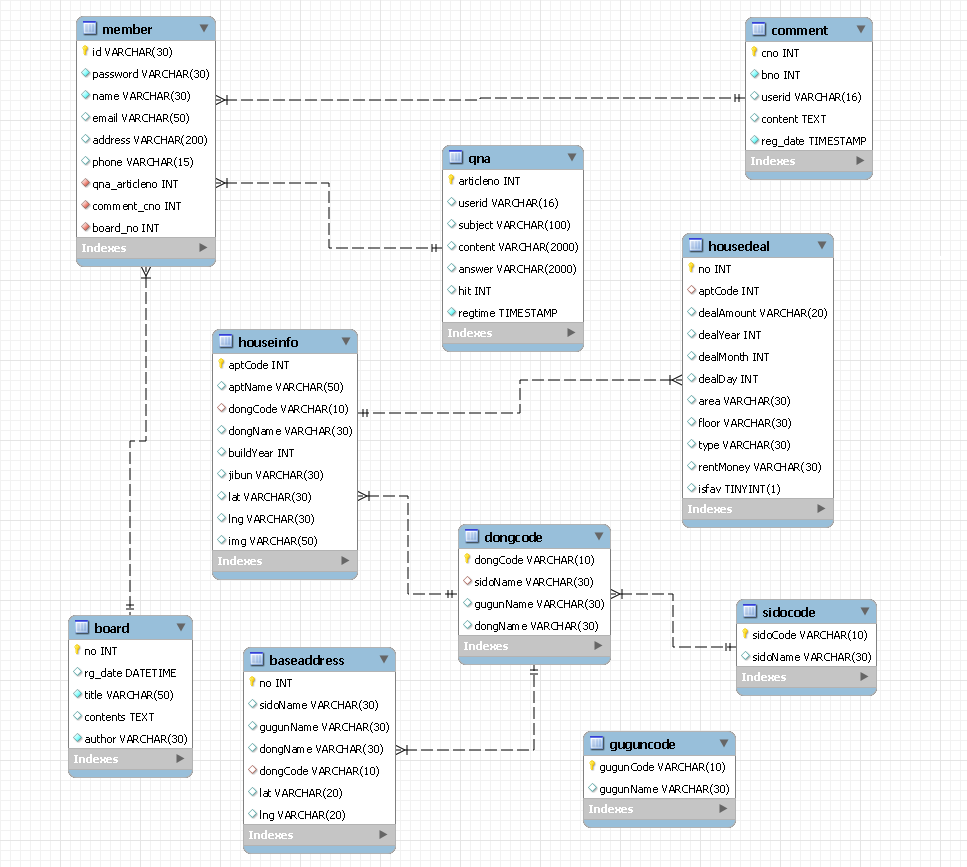 member
id VARCHAR(30)
password VARCHAR(30)
name VARCHAR(30)
email VARCHAR(50)
address VARCHAR(200)
phone VARCHAR(15)
qna_articleno INT
comment_cno INT
board_no INT
Indexes
comment
cno INT
bno INT
userid VARCHAR(16)
content TEXT
reg_date TIMESTAMP
Indexes
qna
articleno INT
userid VARCHAR(16)
subject VARCHAR(100)
content VARCHAR(2000)
answer VARCHAR(2000)
hit INT
regtime TIMESTAMP
Indexes
housedeal
no INT
aptCode INT
dealAmount VARCHAR(20)
dealYear INT
dealMonth INT
dealDay INT
area VARCHAR(30)
floor VARCHAR(30)
type VARCHAR(30)
rentMoney VARCHAR(30)
isfav TINYINT(1)
Indexes
houseinfo
aptCode INT
aptName VARCHAR(50)
dongCode VARCHAR(10)
dongName VARCHAR(30)
buildYear INT
jibun VARCHAR(30)
lat VARCHAR(30)
lng VARCHAR(30)
img VARCHAR(50)
Indexes
dongcode
dongCode VARCHAR(10)
sidoName VARCHAR(30)
gugunName VARCHAR(30)
dongName VARCHAR(30)
Indexes
sidocode
sidoCode VARCHAR(10)
sidoName VARCHAR(30)
Indexes
board
no INT
rg_date DATETIME
title VARCHAR(50)
contents TEXT
author VARCHAR(30)
Indexes
baseaddress
no INT
sidoName VARCHAR(30)
gugunName VARCHAR(30)
dongName VARCHAR(30)
dongCode VARCHAR(10)
lat VARCHAR(20)
lng VARCHAR(20)
Indexes
guguncode
gugunCode VARCHAR(10)
gugunName VARCHAR(30)
Indexes